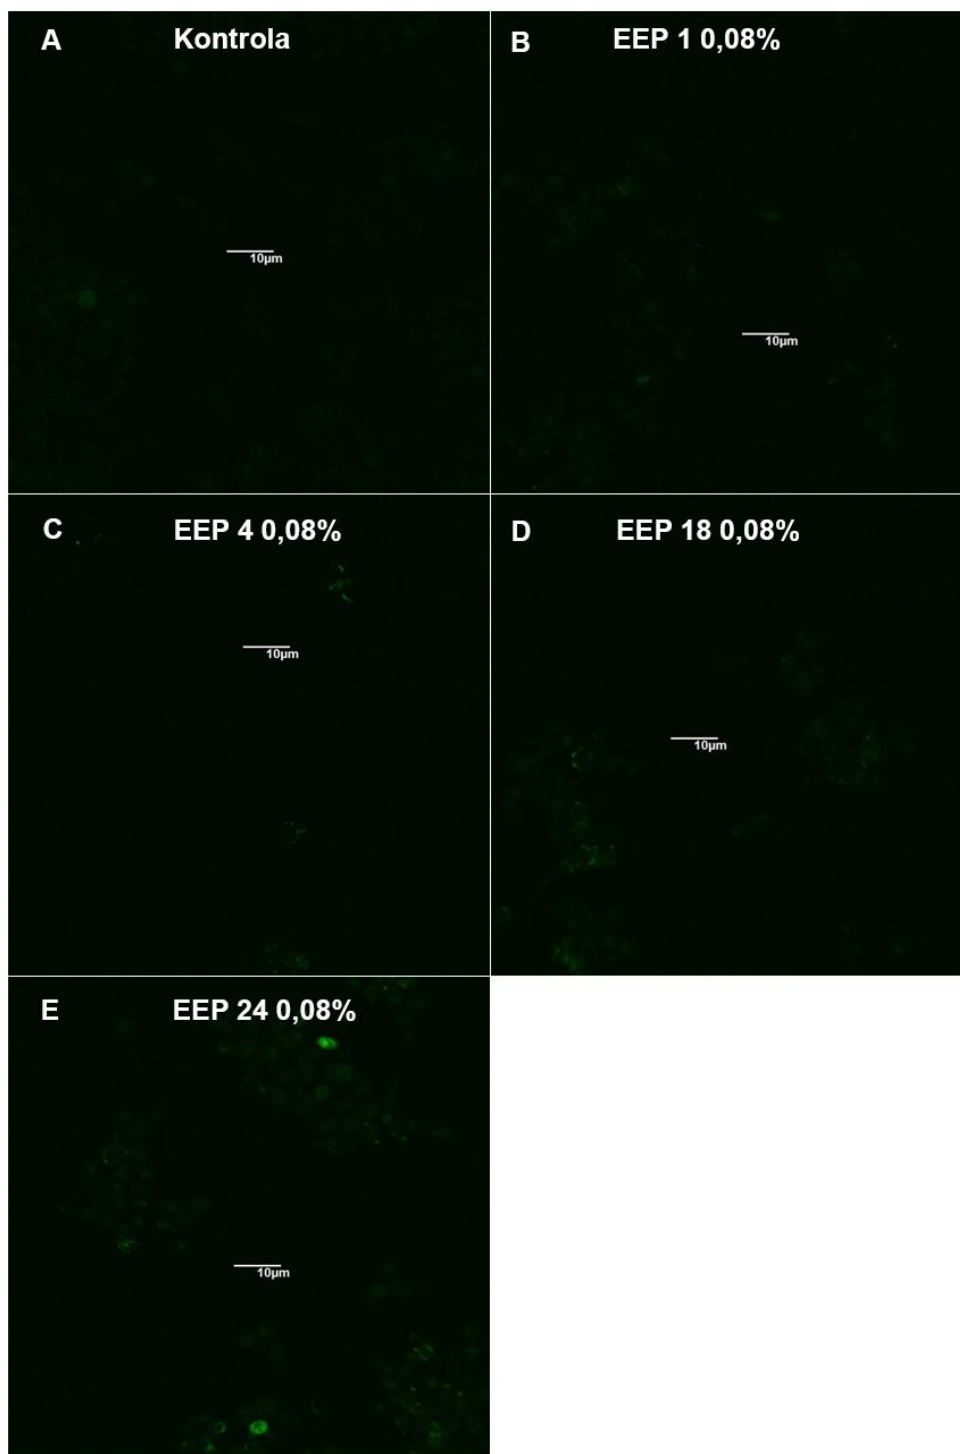 A
Kontrola
10µm
B
EEP 1 0,08%
10µm
C
EEP 4 0,08%
10µm
D
EEP 18 0,08%
10µm
E
EEP 24 0,08%
10µm